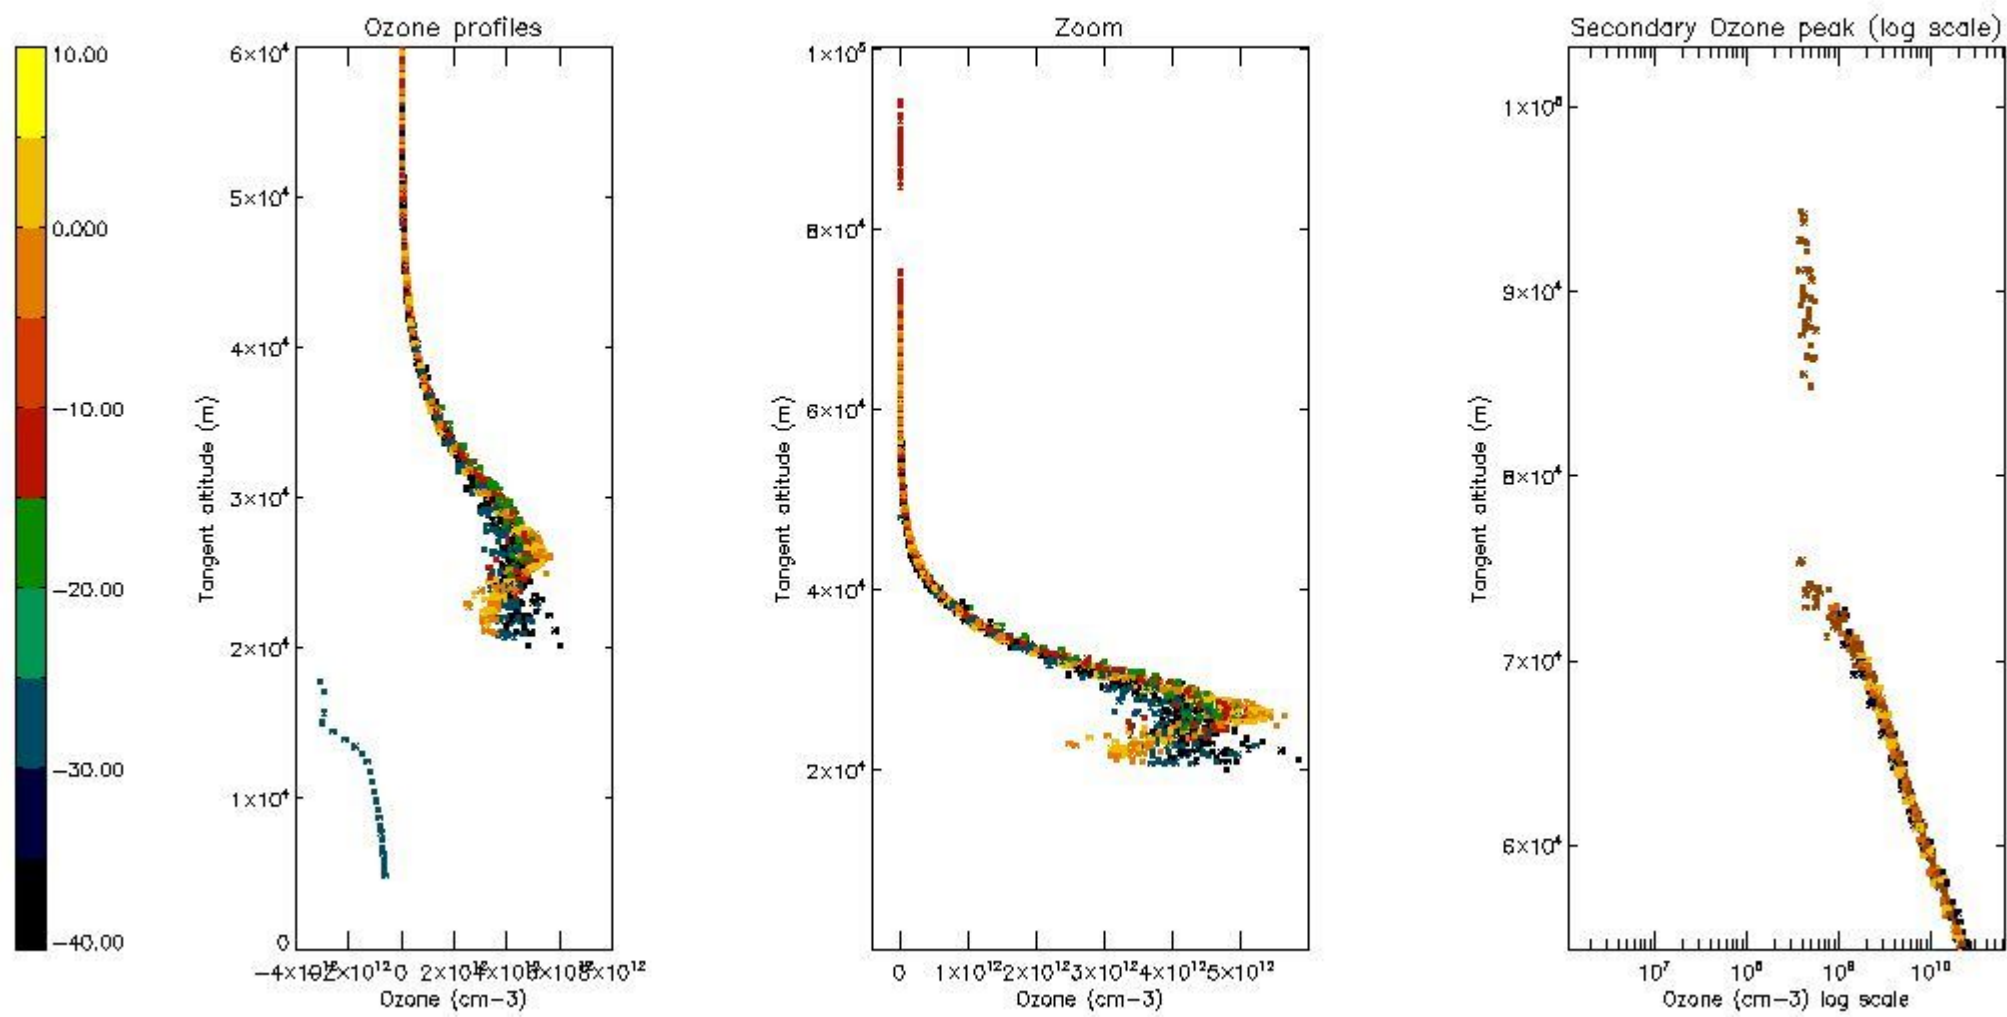 Ozone profiles
Zoom
Secondary Ozone peak (log scale)
10.00
0.000
−10.00
−20.00
−30.00
−40.00
6×10⁴
5×10⁴
4×10⁴
3×10⁴
2×10⁴
1×10⁴
0
Tangent altitude (m)
0
Ozone (cm−3)
1×10⁵
8×10⁴
6×10⁴
4×10⁴
2×10⁴
Tangent altitude (m)
0 1×10¹² 2×10¹² 3×10¹² 4×10¹² 5×10¹²
Ozone (cm−3)
9×10⁴
8×10⁴
7×10⁴
6×10⁴
Tangent altitude (m)
10⁷ 10⁸ 10⁹ 10¹⁰
Ozone (cm−3) log scale